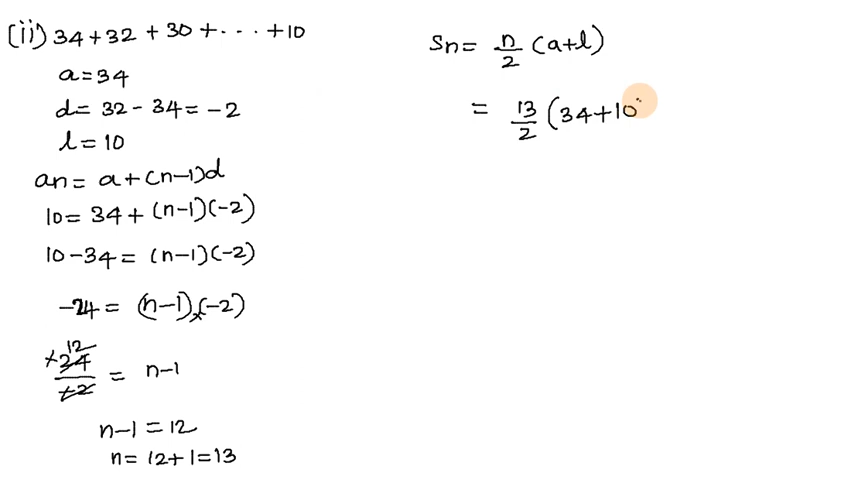 (ii) 34+32 + 30 + ... + 10
a = 34
d = 32 - 34 = -2
l = 10
an = a + (n-1)d
10 = 34 + (n-1)(-2)
10 - 34 = (n-1)(-2)
-24 = (n-1)(-2)
12
-24/-2 = n-1
n-1 = 12
n = 12+1 = 13
Sn = n/2 (a+l)
= 13/2 (34+10